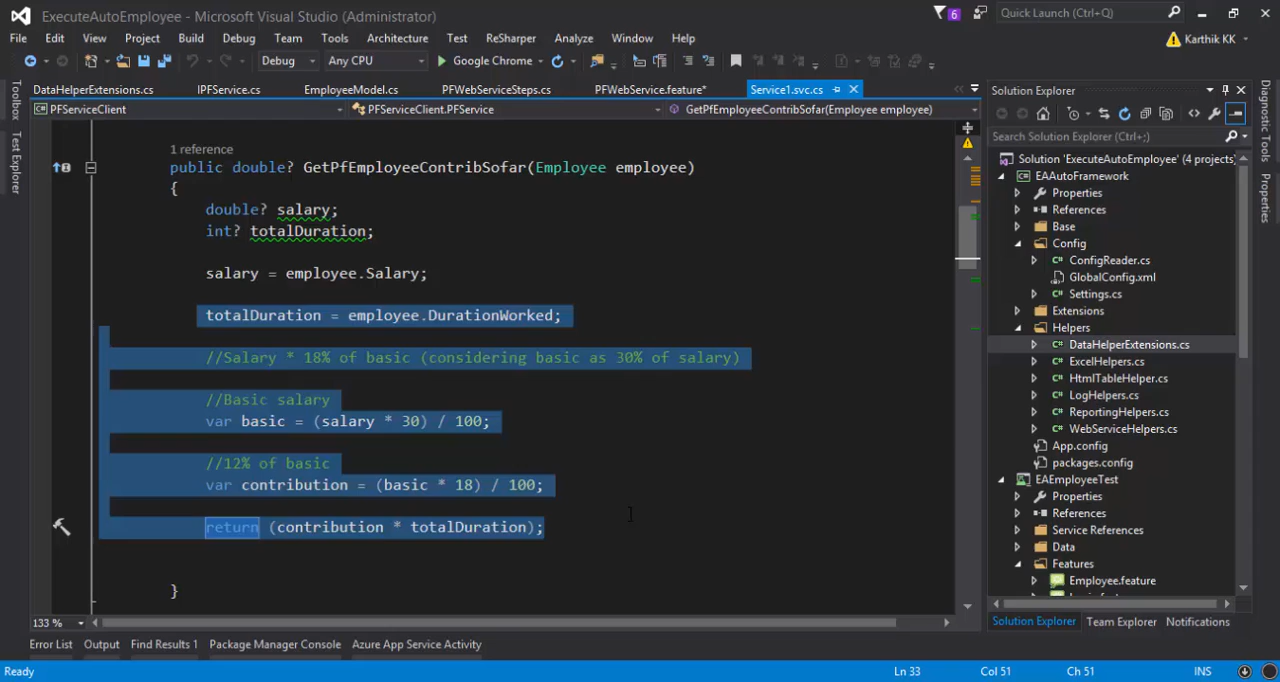 ExecuteAutoEmployee - Microsoft Visual Studio (Administrator)
6
Quick Launch (Ctrl+Q)
File Edit View Project Build Debug Team Tools Architecture Test ReSharper Analyze Window Help
Karthik KK
Debug Any CPU Google Chrome
DataHelperExtensions.cs IPFService.cs EmployeeModel.cs PFWebServiceSteps.cs PFWebService.feature* Service1.svc.cs
PFServiceClient PFServiceClient.PFService GetPfEmployeeContribSofar(Employee employee)
Toolbox
Test Explorer
1 reference
public double? GetPfEmployeeContribSofar(Employee employee)
{
double? salary;
int? totalDuration;
salary = employee.Salary;
totalDuration = employee.DurationWorked;
//Salary * 18% of basic (considering basic as 30% of salary)
//Basic salary
var basic = (salary * 30) / 100;
//12% of basic
var contribution = (basic * 18) / 100;
return (contribution * totalDuration);
}
133 %
Solution Explorer
Search Solution Explorer (Ctrl+;)
Solution 'ExecuteAutoEmployee' (4 projects)
EAAutoFramework
Properties
References
Base
Config
ConfigReader.cs
GlobalConfig.xml
Settings.cs
Extensions
Helpers
DataHelperExtensions.cs
ExcelHelpers.cs
HtmlTableHelper.cs
LogHelpers.cs
ReportingHelpers.cs
WebServiceHelpers.cs
App.config
packages.config
EAEmployeeTest
Properties
References
Service References
Data
Features
Employee.feature
Solution Explorer Team Explorer Notifications
Diagnostic Tools
Properties
Error List Output Find Results 1 Package Manager Console Azure App Service Activity
Ready Ln 33 Col 51 Ch 51 INS